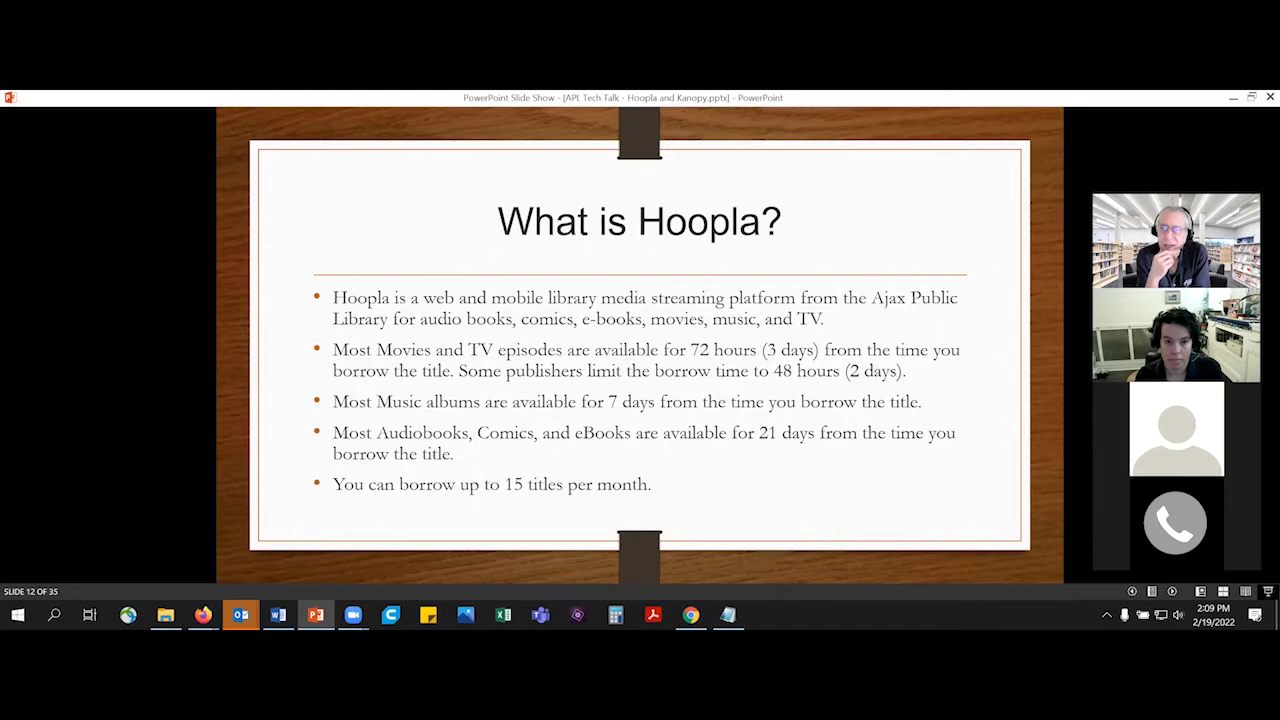 PowerPoint Slide Show - [APL Tech Talk - Hoopla and Kanopy.pptx] - PowerPoint
What is Hoopla?
• Hoopla is a web and mobile library media streaming platform from the Ajax Public
Library for audio books, comics, e-books, movies, music, and TV.
• Most Movies and TV episodes are available for 72 hours (3 days) from the time you
borrow the title. Some publishers limit the borrow time to 48 hours (2 days).
• Most Music albums are available for 7 days from the time you borrow the title.
• Most Audiobooks, Comics, and eBooks are available for 21 days from the time you
borrow the title.
• You can borrow up to 15 titles per month.
SLIDE 12 OF 35
2:09 PM
2/19/2022